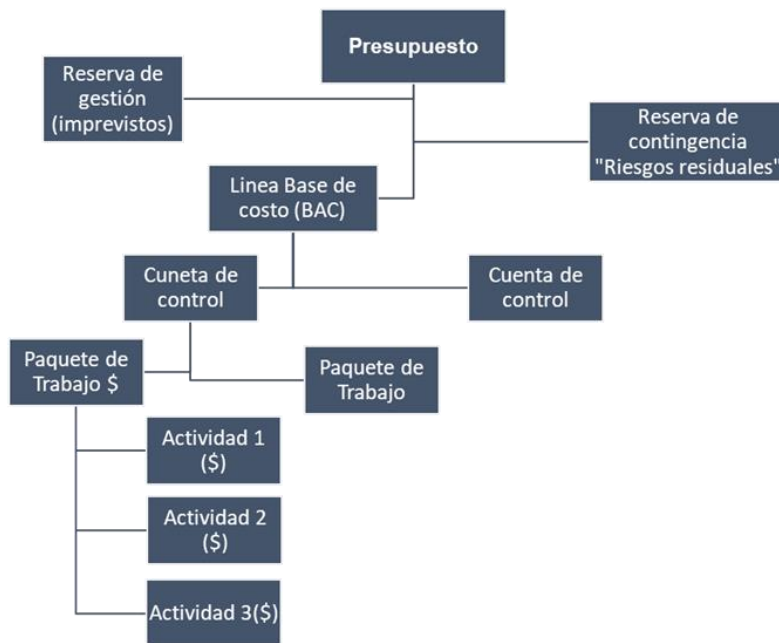 Presupuesto
Reserva de
gestión
(imprevistos)
Reserva de
contingencia
"Riesgos residuales"
Linea Base de
costo (BAC)
Cuneta de
control
Cuenta de
control
Paquete de
Trabajo $
Paquete de
Trabajo
Actividad 1
($)
Actividad 2
($)
Actividad 3($)